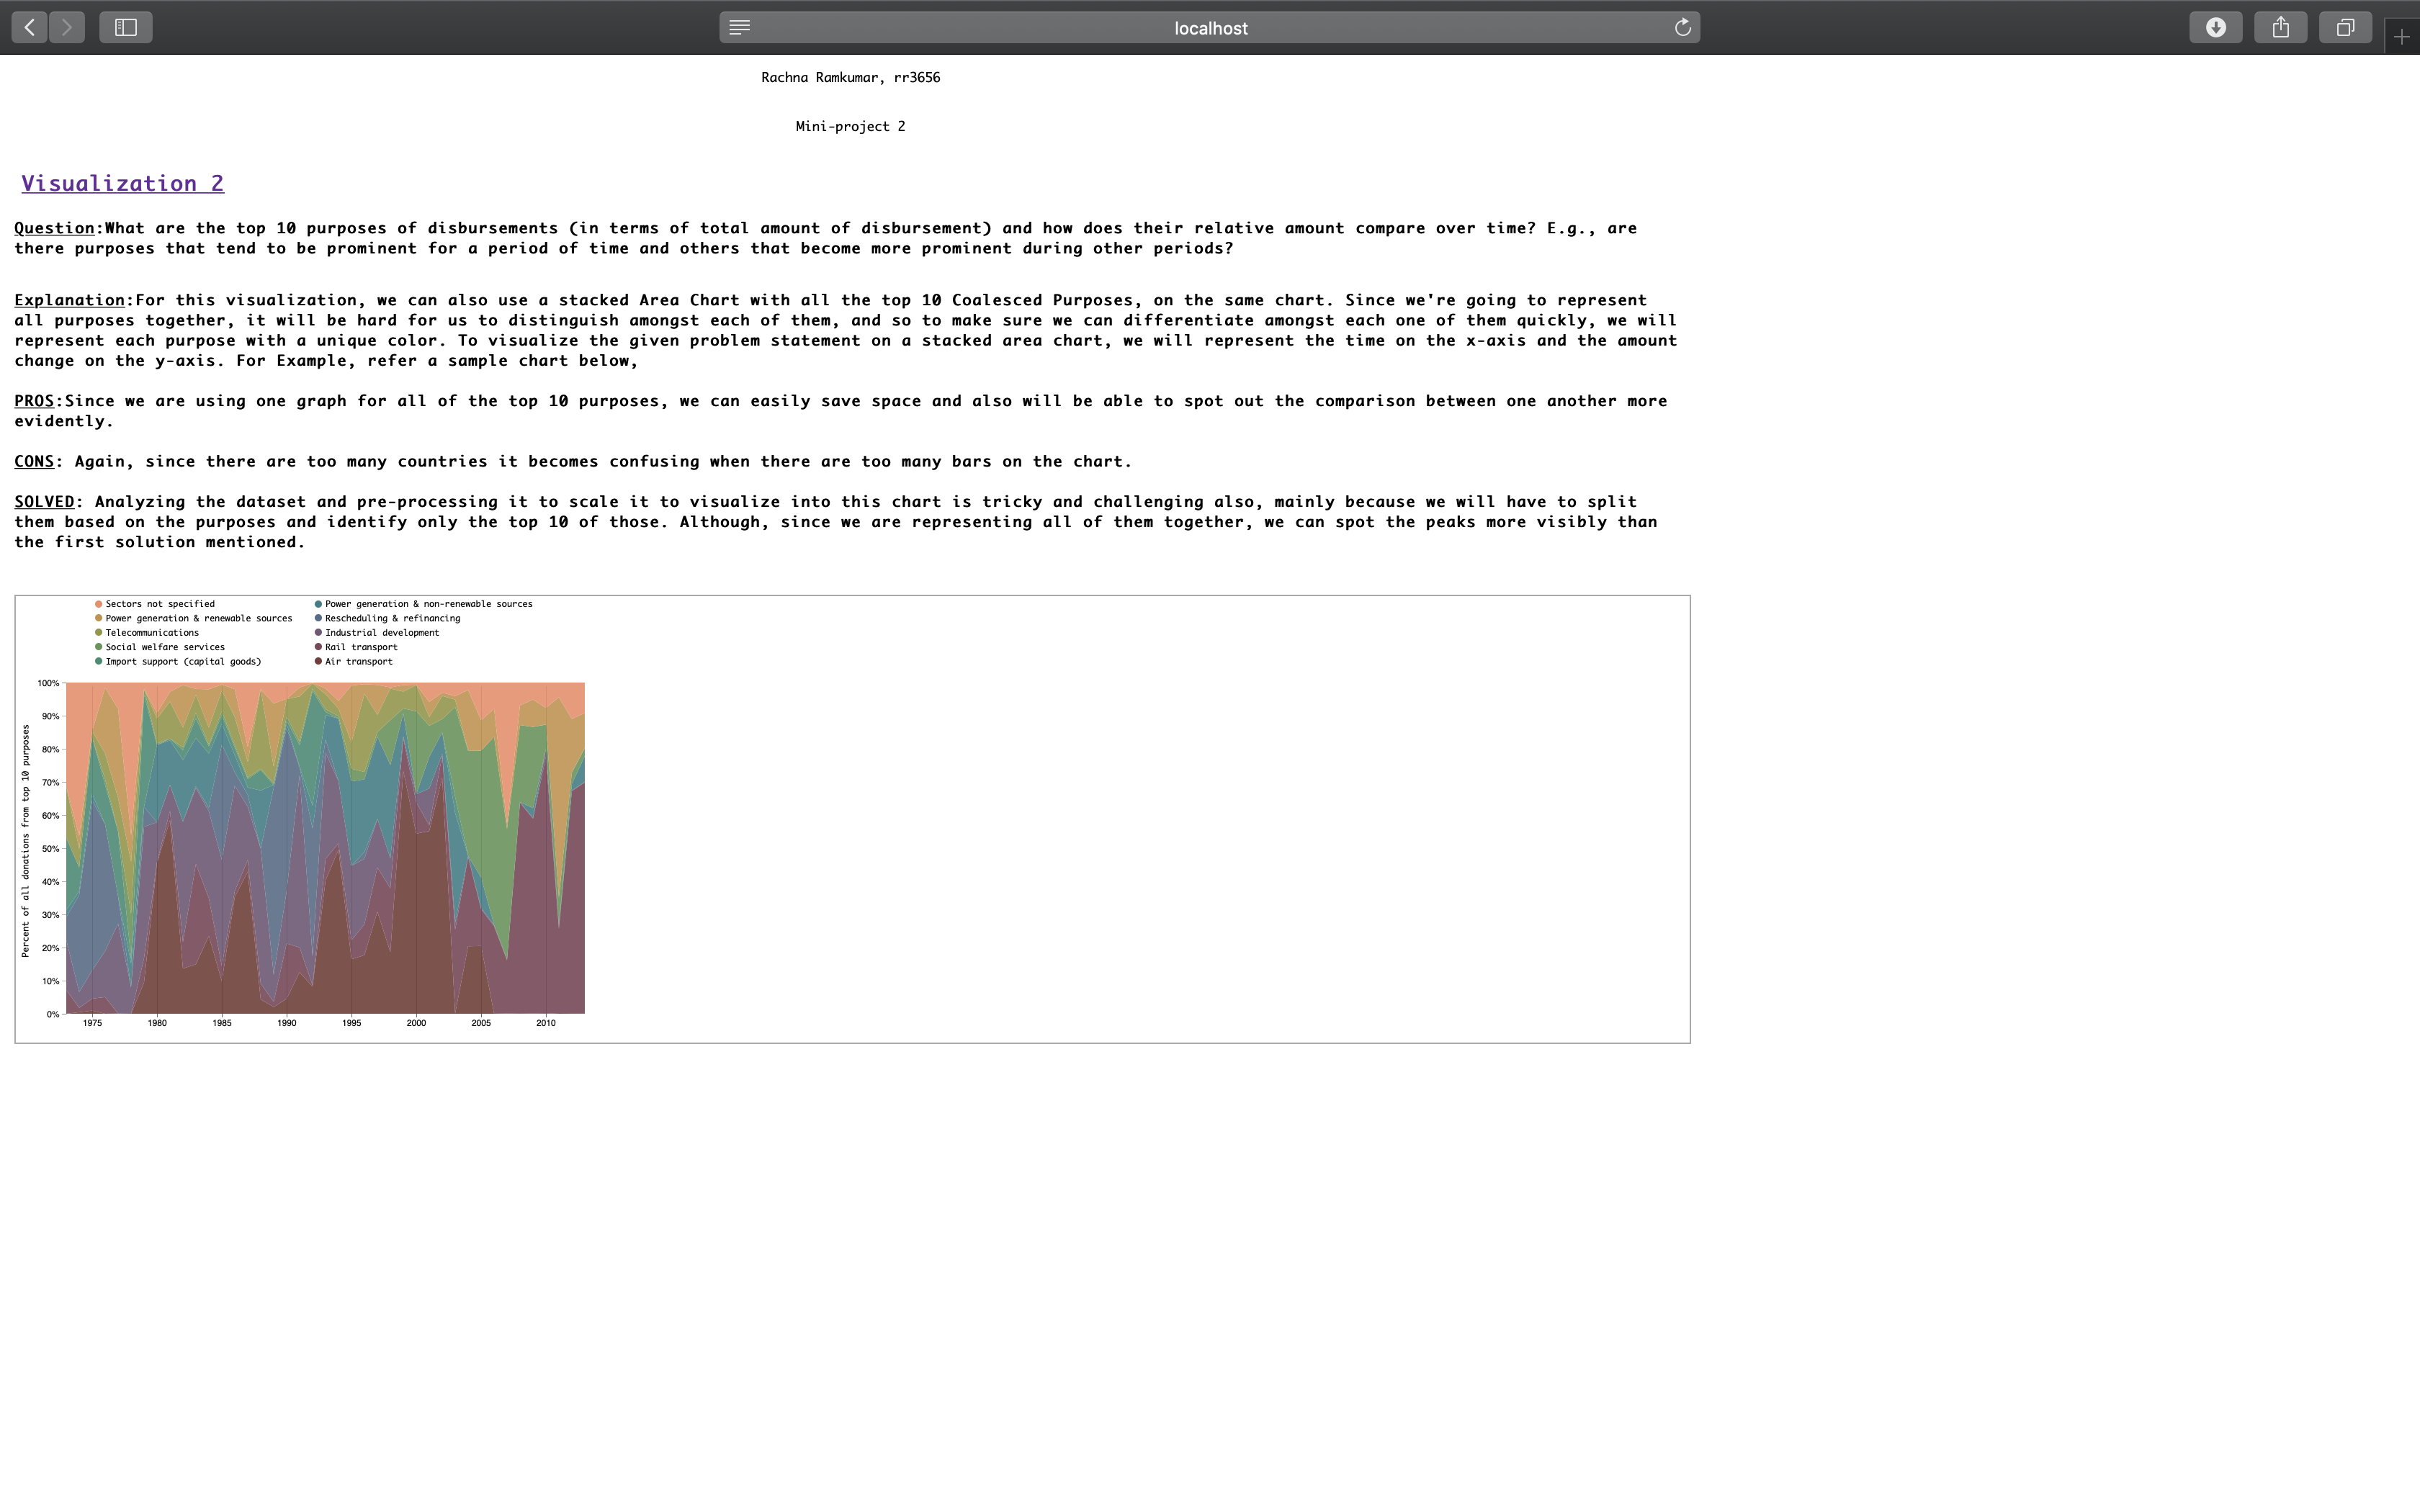 localhost
Rachna Ramkumar, rr3656
Mini-project 2
Visualization 2
Question:What are the top 10 purposes of disbursements (in terms of total amount of disbursement) and how does their relative amount compare over time? E.g., are
there purposes that tend to be prominent for a period of time and others that become more prominent during other periods?
Explanation:For this visualization, we can also use a stacked Area Chart with all the top 10 Coalesced Purposes, on the same chart. Since we're going to represent
all purposes together, it will be hard for us to distinguish amongst each of them, and so to make sure we can differentiate amongst each one of them quickly, we will
represent each purpose with a unique color. To visualize the given problem statement on a stacked area chart, we will represent the time on the x-axis and the amount
change on the y-axis. For Example, refer a sample chart below,
PROS:Since we are using one graph for all of the top 10 purposes, we can easily save space and also will be able to spot out the comparison between one another more
evidently.
CONS: Again, since there are too many countries it becomes confusing when there are too many bars on the chart.
SOLVED: Analyzing the dataset and pre-processing it to scale it to visualize into this chart is tricky and challenging also, mainly because we will have to split
them based on the purposes and identify only the top 10 of those. Although, since we are representing all of them together, we can spot the peaks more visibly than
the first solution mentioned.
Sectors not specified
Power generation & renewable sources
Telecommunications
Social welfare services
Import support (capital goods)
Power generation & non-renewable sources
Rescheduling & refinancing
Industrial development
Rail transport
Air transport
Percent of all donations from top 10 purposes
100%
90%
80%
70%
60%
50%
40%
30%
20%
10%
0%
1975 1980 1985 1990 1995 2000 2005 2010